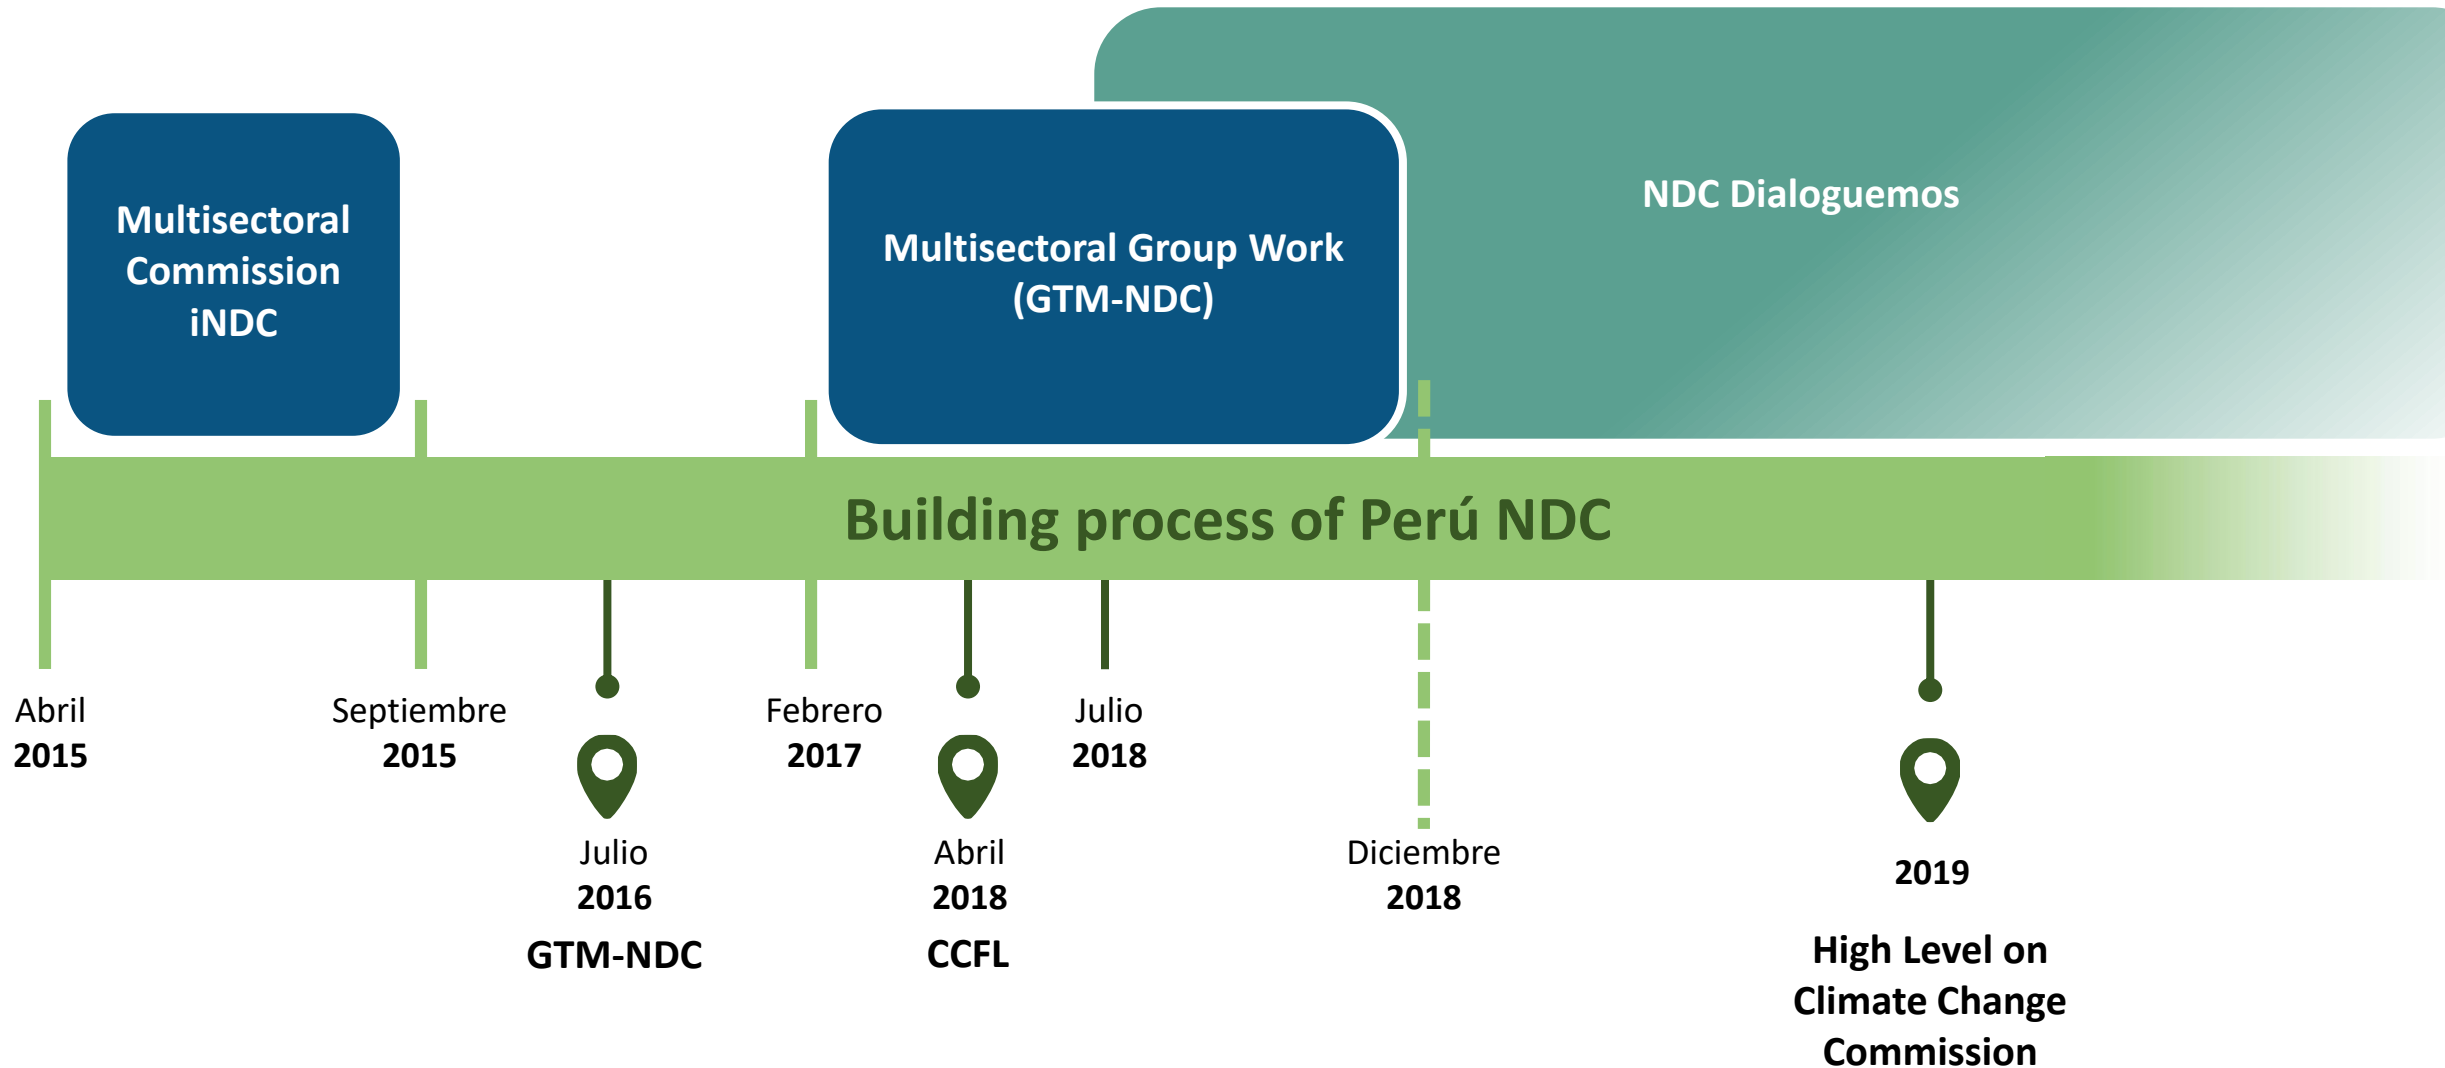 NDC Dialoguemos
Multisectoral
Commission
iNDC
Multisectoral Group Work
(GTM-NDC)
Building process of Perú NDC
Abril
2015
Septiembre
2015
Julio
2016
GTM-NDC
Febrero
2017
Abril
2018
CCFL
Julio
2018
Diciembre
2018
2019
High Level on
Climate Change
Commission